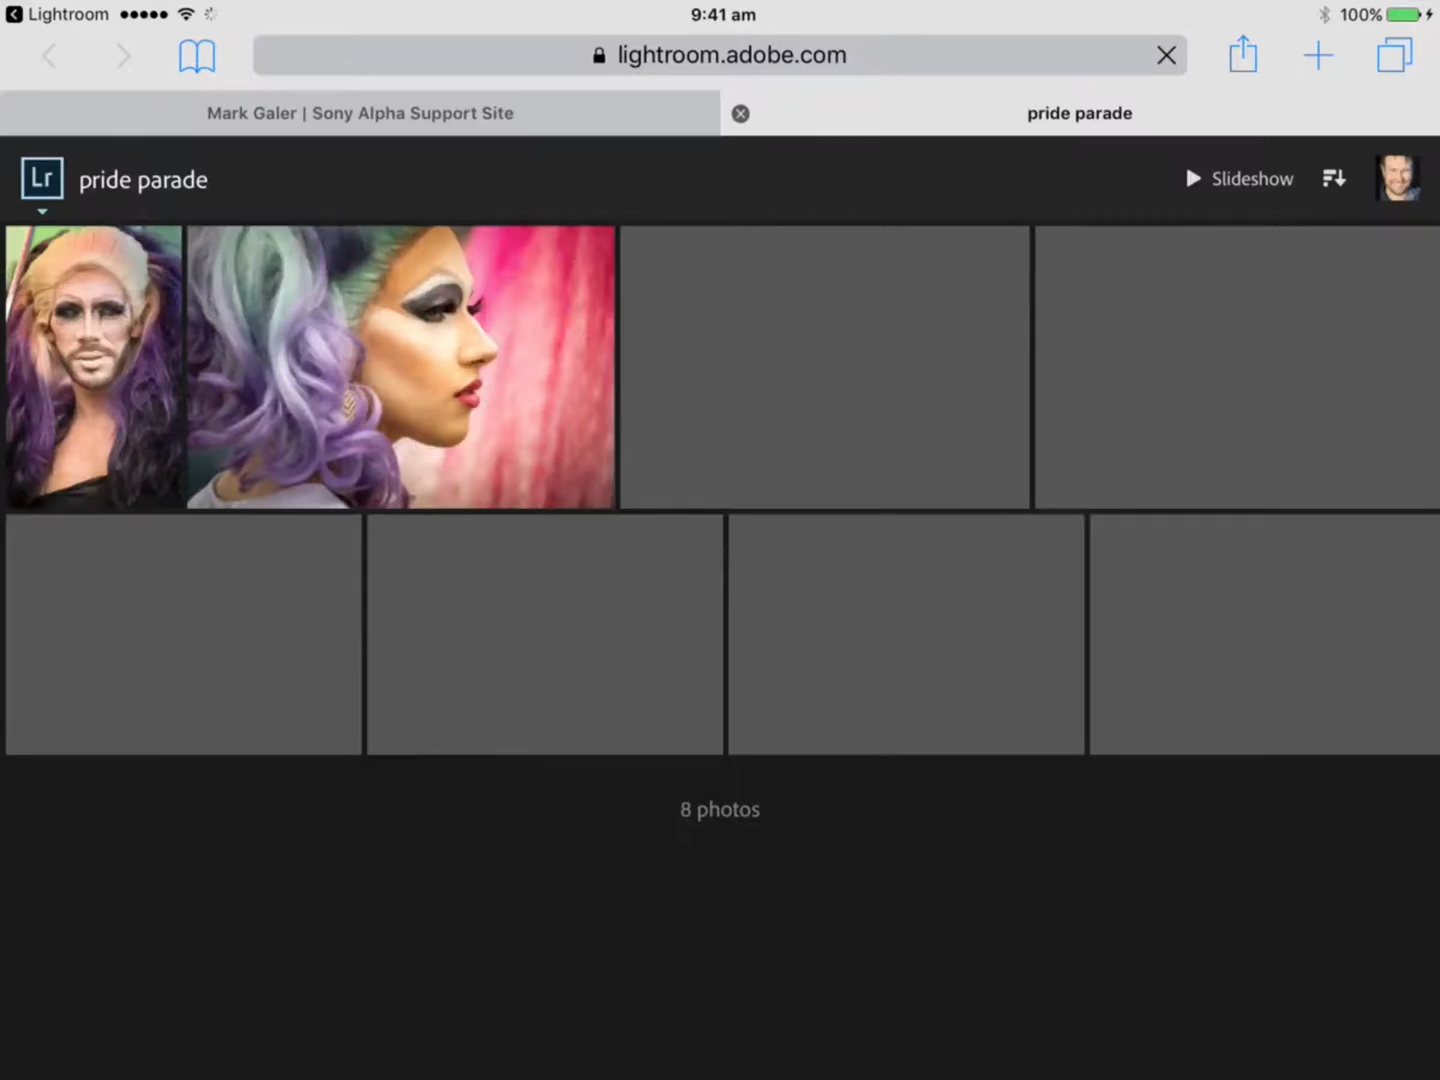 Lightroom
9:41 am
100%
lightroom.adobe.com
Mark Galer | Sony Alpha Support Site
pride parade
Lr pride parade
Slideshow
8 photos